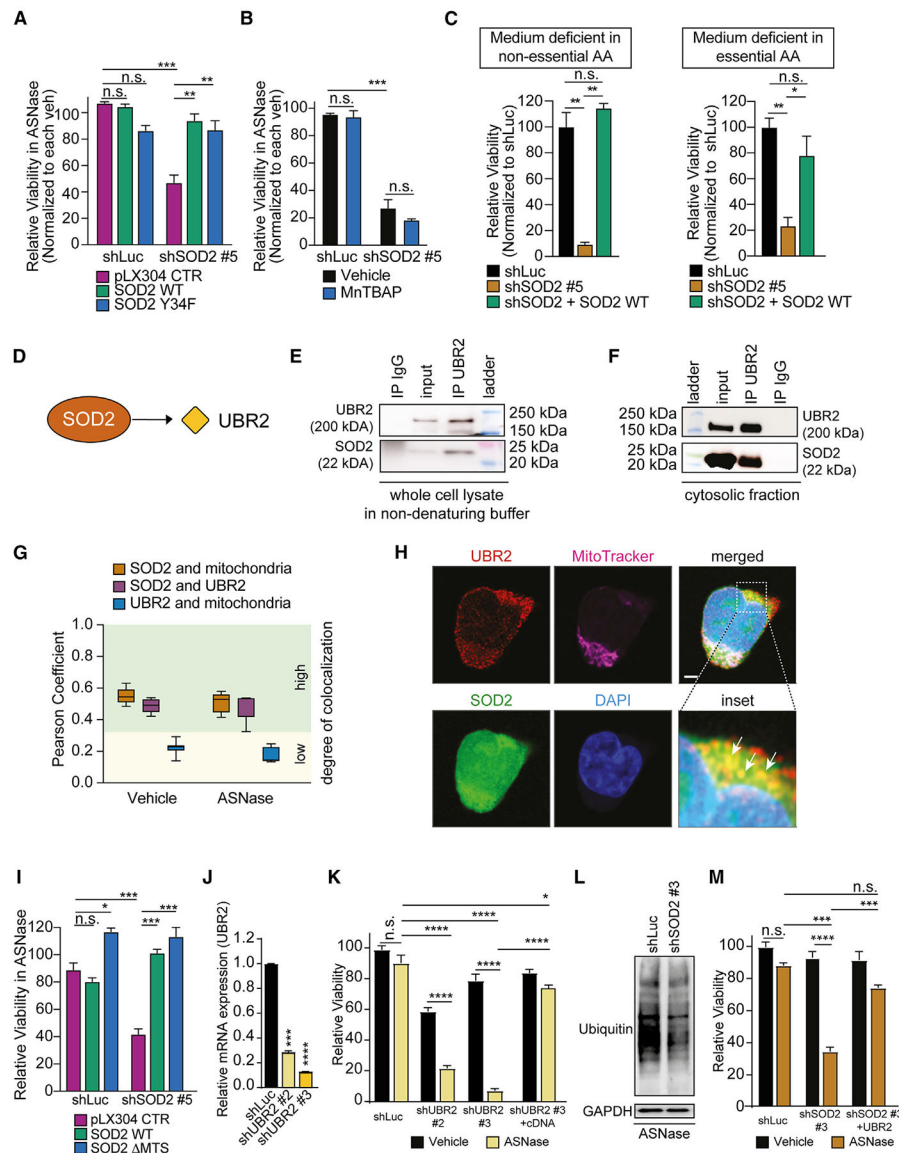 A
Relative Viability in ASNase
(Normalized to each veh)
***
n.s.
**
n.s.
**
100
80
60
40
20
0
shLuc
shSOD2 #5
pLX304 CTR
SOD2 WT
SOD2 Y34F
B
Relative Viability in ASNase
(Normalized to each veh)
***
n.s.
n.s.
100
80
60
40
20
0
shLuc
shSOD2 #5
Vehicle
MnTBAP
C
Medium deficient in
non-essential AA
Relative Viability
(Normalized to shLuc)
n.s.
**
**
120
100
80
60
40
20
0
shLuc
shSOD2 #5
shSOD2 + SOD2 WT
Medium deficient in
essential AA
Relative Viability
(Normalized to shLuc)
n.s.
*
**
120
100
80
60
40
20
0
shLuc
shSOD2 #5
shSOD2 + SOD2 WT
D
SOD2
UBR2
E
IP IgG
input
IP UBR2
ladder
UBR2
(200 kDA)
SOD2
(22 kDA)
250 kDa
150 kDa
25 kDa
20 kDa
whole cell lysate
in non-denaturing buffer
F
ladder
input
IP UBR2
IP IgG
250 kDa
150 kDa
25 kDa
20 kDa
UBR2
(200 kDa)
SOD2
(22 kDa)
cytosolic fraction
G
SOD2 and mitochondria
SOD2 and UBR2
UBR2 and mitochondria
Pearson Coefficient
1.0
0.8
0.6
0.4
0.2
0.0
Vehicle
ASNase
high
low
degree of colocalization
H
UBR2
MitoTracker
merged
SOD2
DAPI
inset
I
Relative Viability in ASNase
***
*
***
n.s.
***
120
100
80
60
40
20
0
shLuc
shSOD2 #5
pLX304 CTR
SOD2 WT
SOD2 ΔMTS
J
Relative mRNA expression (UBR2)
1.2
1.0
0.8
0.6
0.4
0.2
0.0
***
****
shLuc
shUBR2 #2
shUBR2 #3
K
Relative Viability
*
n.s.
****
****
****
****
****
100
80
60
40
20
0
shLuc
shUBR2
#2
shUBR2
#3
shUBR2 #3
+cDNA
Vehicle
ASNase
L
shLuc
shSOD2 #3
Ubiquitin
GAPDH
ASNase
M
Relative Viability
n.s.
***
***
n.s.
****
100
80
60
40
20
0
shLuc
shSOD2
#3
shSOD2 #3
+UBR2
Vehicle
ASNase